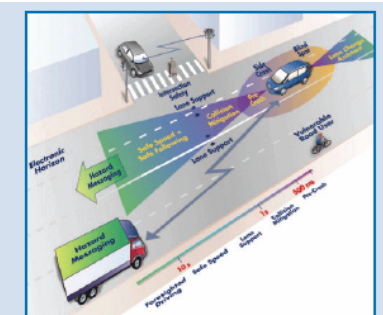 Intersection
Safety
Side
Crash
Blind
Spot
Lane Change
Assistant
Lane Support
Collision
Mitigation
Pre
Crash
Safe Speed +
Safe Following
Lane Support
Vulnerable
Road User
Electronic
Horizon
Hazard
Messaging
Hazard
Messaging
500 ms
Pre-Crash
1s
Collision
Mitigation
Lane
Support
Safe Speed
10 s
Foresighted
Driving